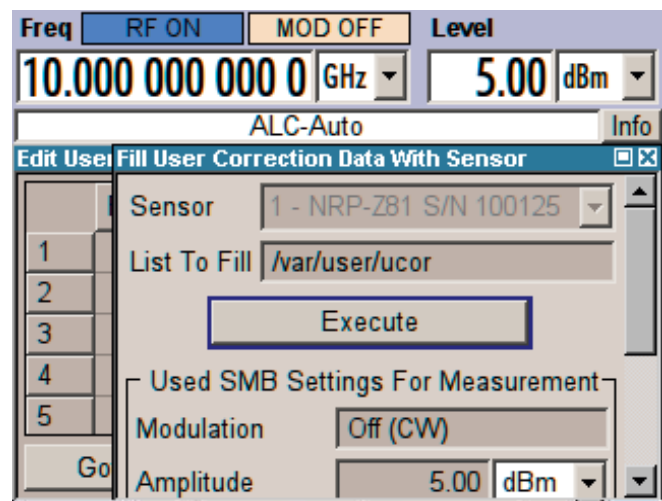 Freq RF ON MOD OFF Level
10.000 000 000 0 GHz 5.00 dBm
ALC-Auto Info
Edit User Fill User Correction Data With Sensor
Sensor 1 - NRP-Z81 S/N 100125
1 List To Fill /var/user/ucor
2
3 Execute
4 Used SMB Settings For Measurement
5 Modulation Off (CW)
Go Amplitude 5.00 dBm